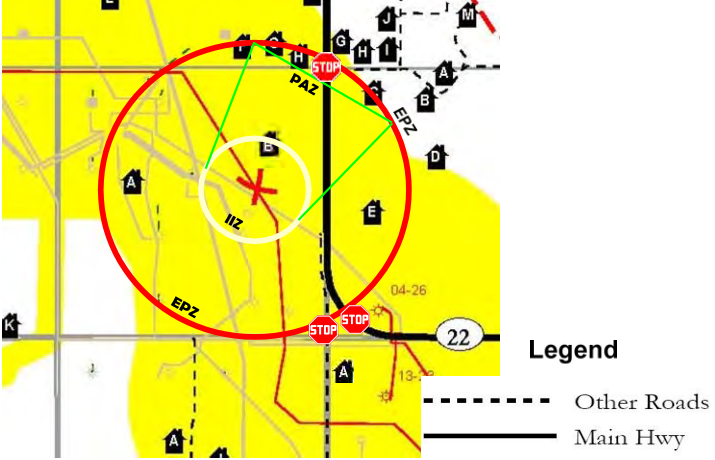 J
M
G
H
I
H
STOP
PAZ
A
B
G
EPZ
B
D
A
E
IIZ
EPZ
04-26
K
STOP
STOP
22
Legend
A
13-2
Other Roads
A
Main Hwy